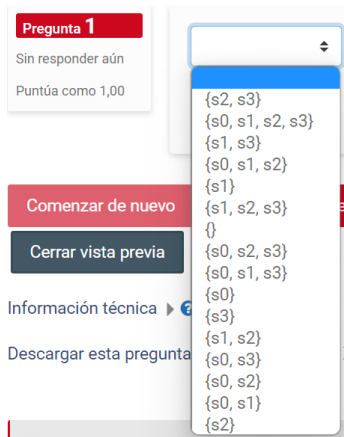 Pregunta 1
Sin responder aún
Puntúa como 1,00
{s2, s3}
{s0, s1, s2, s3}
{s1, s3}
{s0, s1, s2}
{s1}
{s1, s2, s3}
{}
{s0, s2, s3}
{s0, s1, s3}
{s0}
{s3}
{s1, s2}
{s0, s3}
{s0, s2}
{s0, s1}
{s2}
Comenzar de nuevo
Cerrar vista previa
Información técnica
Descargar esta pregunta